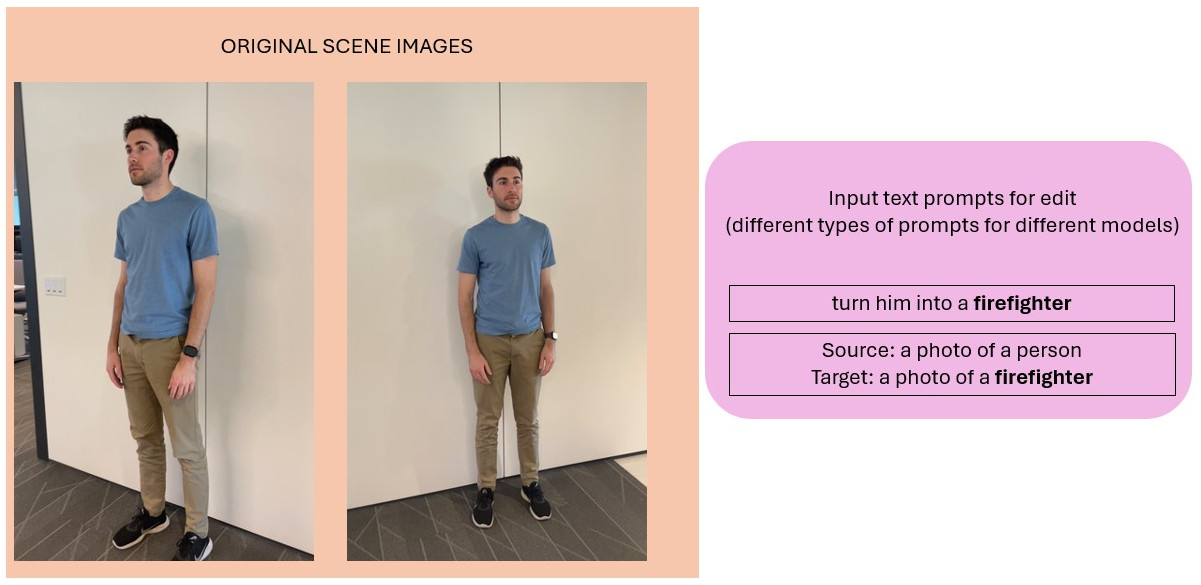 ORIGINAL SCENE IMAGES
Input text prompts for edit
(different types of prompts for different models)
turn him into a firefighter
Source: a photo of a person
Target: a photo of a firefighter